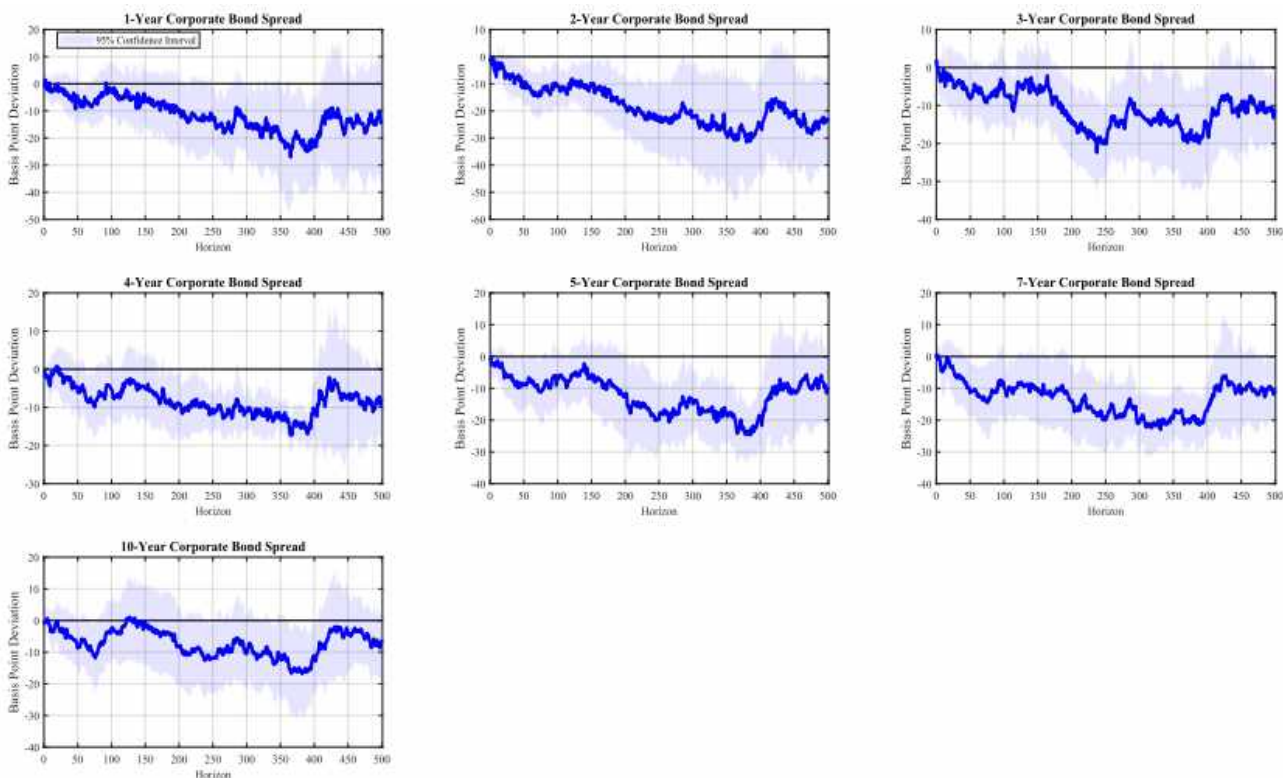 1-Year Corporate Bond Spread
95% Confidence Interval
Basis Point Deviation
20
10
0
-10
-20
-30
-40
-50
0 50 100 150 200 250 300 350 400 450 500
Horizon
2-Year Corporate Bond Spread
Basis Point Deviation
10
0
-10
-20
-30
-40
-50
-60
0 50 100 150 200 250 300 350 400 450 500
Horizon
3-Year Corporate Bond Spread
Basis Point Deviation
10
0
-10
-20
-30
-40
0 50 100 150 200 250 300 350 400 450 500
Horizon
4-Year Corporate Bond Spread
Basis Point Deviation
20
10
0
-10
-20
-30
0 50 100 150 200 250 300 350 400 450 500
Horizon
5-Year Corporate Bond Spread
Basis Point Deviation
20
10
0
-10
-20
-30
-40
0 50 100 150 200 250 300 350 400 450 500
Horizon
7-Year Corporate Bond Spread
Basis Point Deviation
20
10
0
-10
-20
-30
-40
0 50 100 150 200 250 300 350 400 450 500
Horizon
10-Year Corporate Bond Spread
Basis Point Deviation
20
10
0
-10
-20
-30
-40
0 50 100 150 200 250 300 350 400 450 500
Horizon